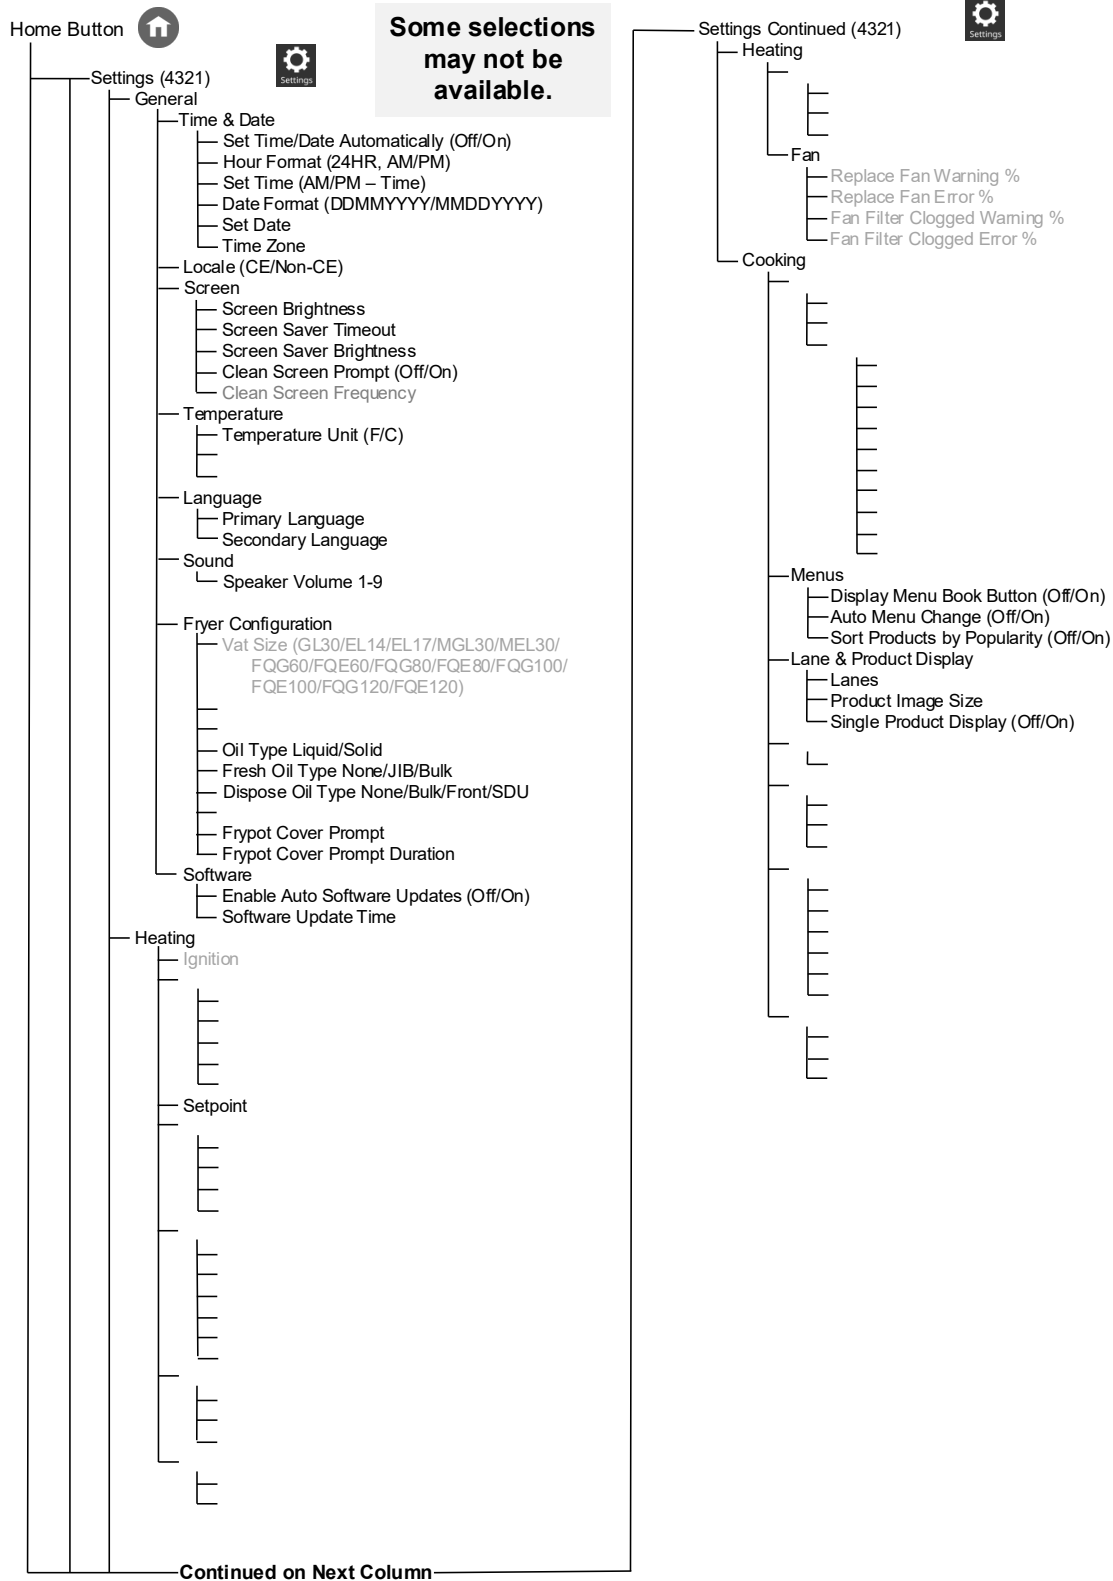 Home Button
Settings
Some selections
may not be
available.
Settings (4321)
General
Time & Date
Set Time/Date Automatically (Off/On)
Hour Format (24HR, AM/PM)
Set Time (AM/PM – Time)
Date Format (DDMMYYYY/MMDDYYYY)
Set Date
Time Zone
Locale (CE/Non-CE)
Screen
Screen Brightness
Screen Saver Timeout
Screen Saver Brightness
Clean Screen Prompt (Off/On)
Clean Screen Frequency
Temperature
Temperature Unit (F/C)
Language
Primary Language
Secondary Language
Sound
Speaker Volume 1-9
Fryer Configuration
Vat Size (GL30/EL14/EL17/MGL30/MEL30/
FQG60/FQE60/FQG80/FQE80/FQG100/
FQE100/FQG120/FQE120)
Oil Type Liquid/Solid
Fresh Oil Type None/JIB/Bulk
Dispose Oil Type None/Bulk/Front/SDU
Frypot Cover Prompt
Frypot Cover Prompt Duration
Software
Enable Auto Software Updates (Off/On)
Software Update Time
Heating
Ignition
Setpoint
Continued on Next Column
Settings Continued (4321)
Settings
Heating
Fan
Replace Fan Warning %
Replace Fan Error %
Fan Filter Clogged Warning %
Fan Filter Clogged Error %
Cooking
Menus
Display Menu Book Button (Off/On)
Auto Menu Change (Off/On)
Sort Products by Popularity (Off/On)
Lane & Product Display
Lanes
Product Image Size
Single Product Display (Off/On)